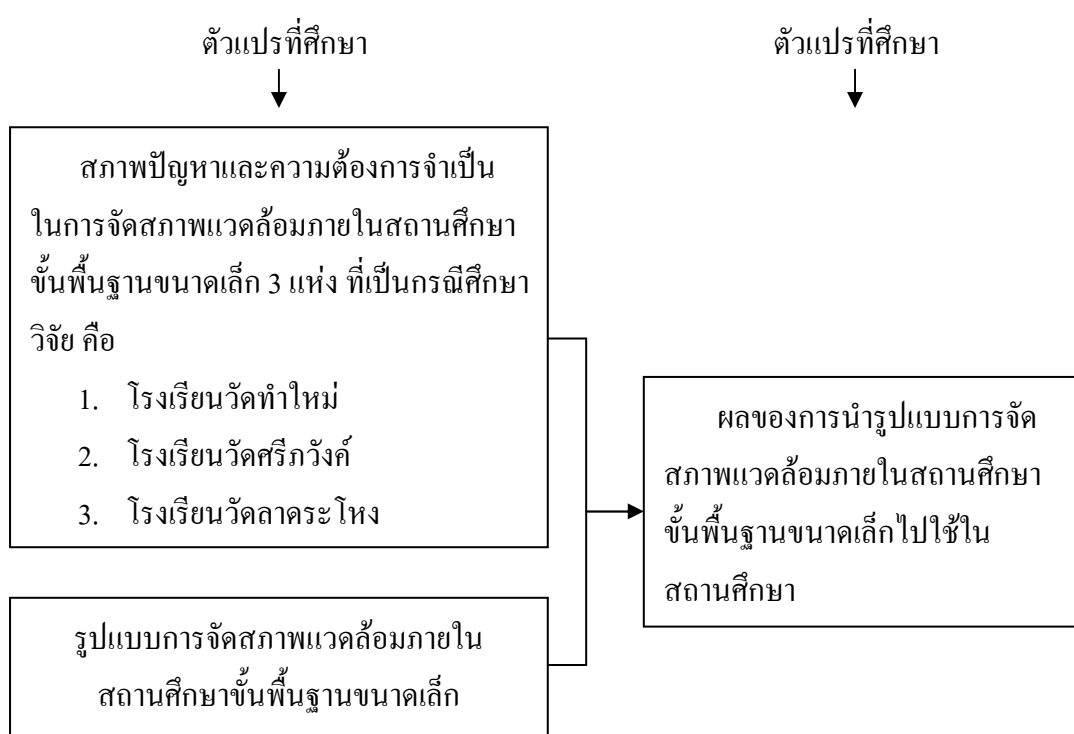 ตัวแปรที่ศึกษา
ตัวแปรที่ศึกษา
สภาพปัญหาและความต้องการจำเป็น
ในการจัดสภาพแวดล้อมภายในสถานศึกษา
ขั้นพื้นฐานขนาดเล็ก 3 แห่ง ที่เป็นกรณีศึกษา
วิจัย คือ
1. โรงเรียนวัดทำใหม่
2. โรงเรียนวัดศรีภวังค์
3. โรงเรียนวัดลาดระโหง
รูปแบบการจัดสภาพแวดล้อมภายใน
สถานศึกษาขั้นพื้นฐานขนาดเล็ก
ผลของการนำรูปแบบการจัด
สภาพแวดล้อมภายในสถานศึกษา
ขั้นพื้นฐานขนาดเล็กไปใช้ใน
สถานศึกษา